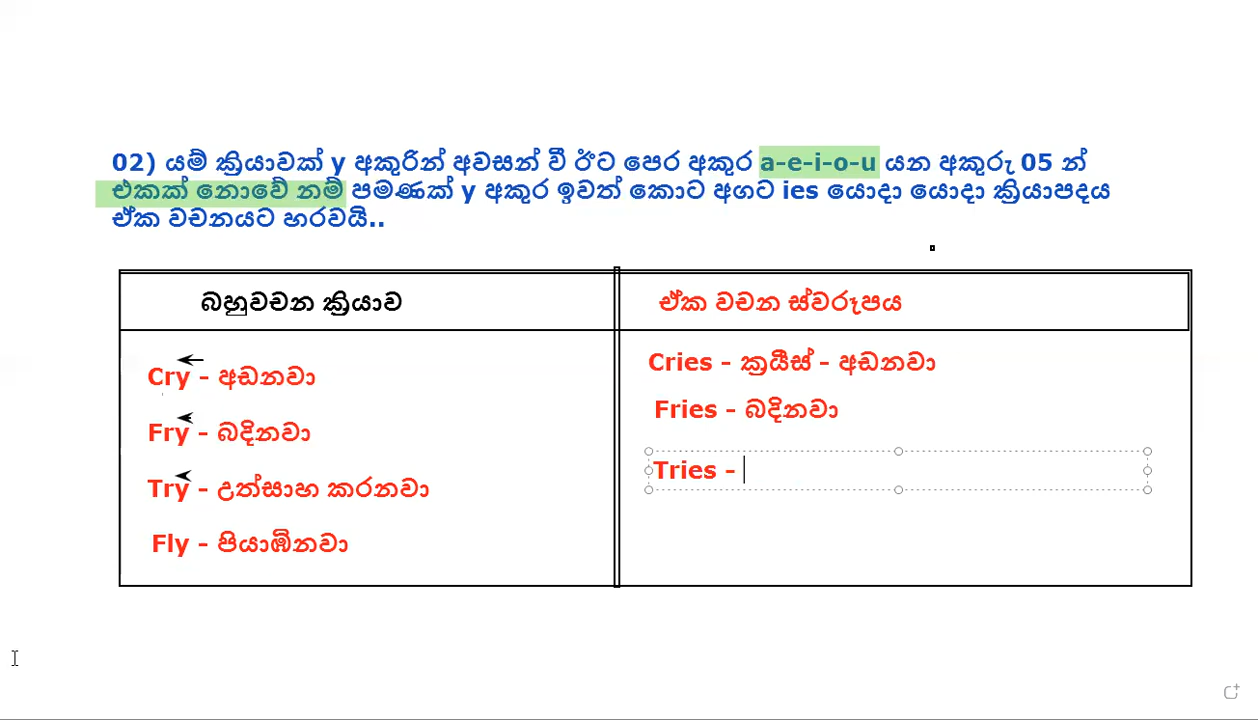 02) යම් ක්‍රියාවක් y අකුරින් අවසන් වී ඊට පෙර අකුර a-e-i-o-u යන අකුරු 05 න්
එකක් නොවේ නම් පමණක් y අකුර ඉවත් කොට අගට ies යොදා යොදා ක්‍රියාපදය
ඒක වචනයට හරවයි..
බහුවචන ක්‍රියාව
ඒක වචන ස්වරූපය
Cry - අඩනවා
Cries - ක්‍රයීස් - අඩනවා
Fry - බදිනවා
Fries - බදිනවා
Try - උත්සාහ කරනවා
Tries -
Fly - පියාඹිනවා